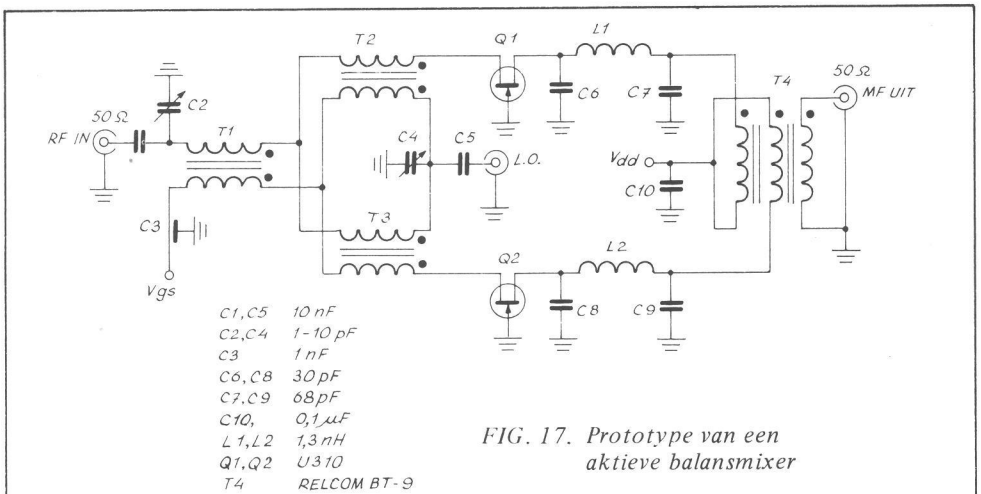 T2
Q1
L1
50Ω
C2
C6
C7
T4
50Ω
MF UIT
RF IN
T1
C4
C5
L.O.
Vdd
C10
T3
C3
Q2
L2
Vgs
C8
C9
C1,C5 10 nF
C2,C4 1-10 pF
C3 1 nF
C6,C8 30 pF
C7,C9 68 pF
C10, 0,1 µF
L1,L2 1,3 nH
Q1,Q2 U310
T4 RELCOM BT-9
FIG. 17. Prototype van een
aktieve balansmixer